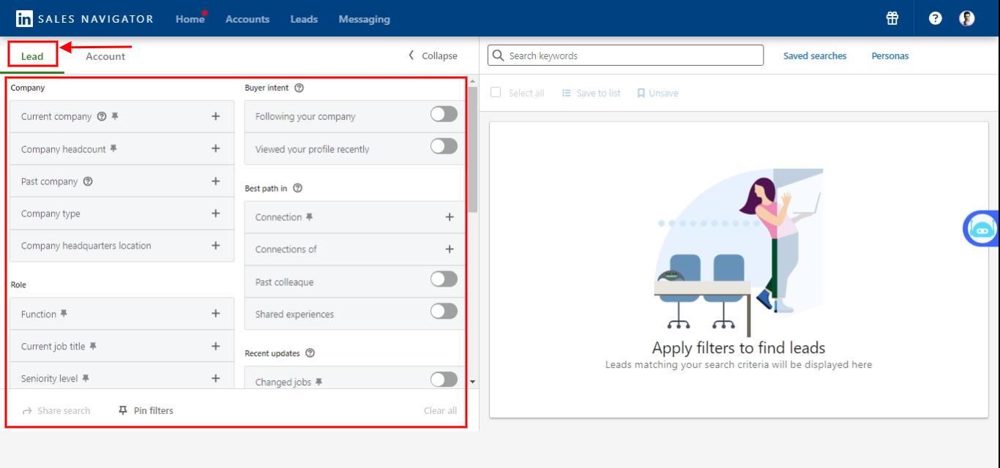 in SALES NAVIGATOR Home Accounts Leads Messaging
Lead Account Collapse
Search keywords Saved searches Personas
Select all Save to list Unsave
Company
Current company
Company headcount
Past company
Company type
Company headquarters location
Role
Function
Current job title
Seniority level
Buyer intent
Following your company
Viewed your profile recently
Best path in
Connection
Connections of
Past colleague
Shared experiences
Recent updates
Changed jobs
Share search Pin filters Clear all
Apply filters to find leads
Leads matching your search criteria will be displayed here